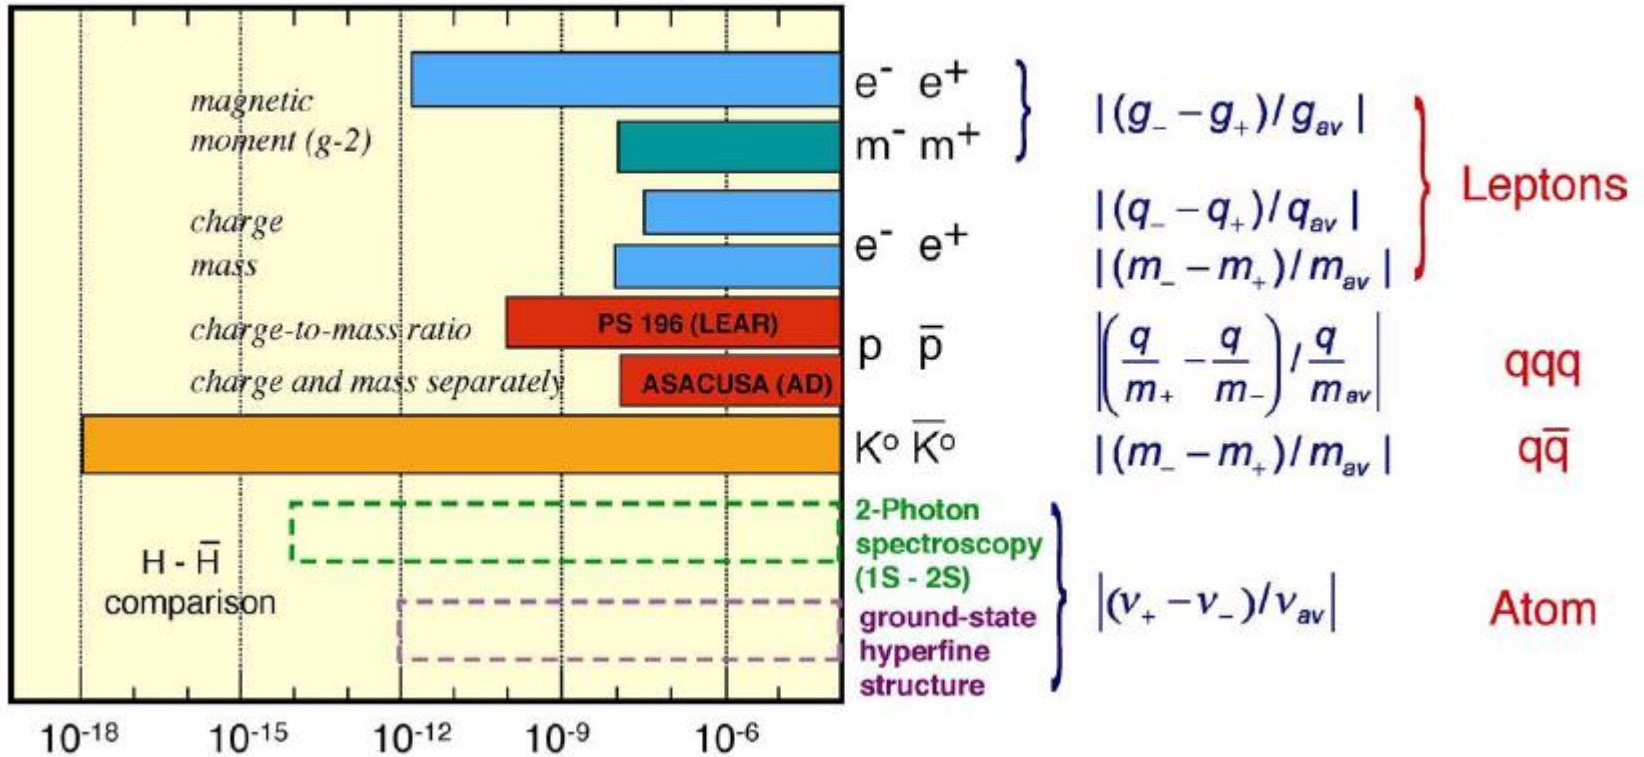 magnetic
moment (g-2)
e⁻ e⁺
m⁻ m⁺
|(g₋ − g₊)/g_av|
Leptons
charge
mass
e⁻ e⁺
|(q₋ − q₊)/q_av|
|(m₋ − m₊)/m_av|
charge-to-mass ratio
PS 196 (LEAR)
charge and mass separately
ASACUSA (AD)
p p̅
|(q/m₊ − q/m₋)/q/m_av|
qqq
K⁰ K̅⁰
|(m₋ − m₊)/m_av|
qq̅
H - H̅
comparison
2-Photon
spectroscopy
(1S - 2S)
ground-state
hyperfine
structure
|(ν₊ − ν₋)/ν_av|
Atom
10⁻¹⁸ 10⁻¹⁵ 10⁻¹² 10⁻⁹ 10⁻⁶